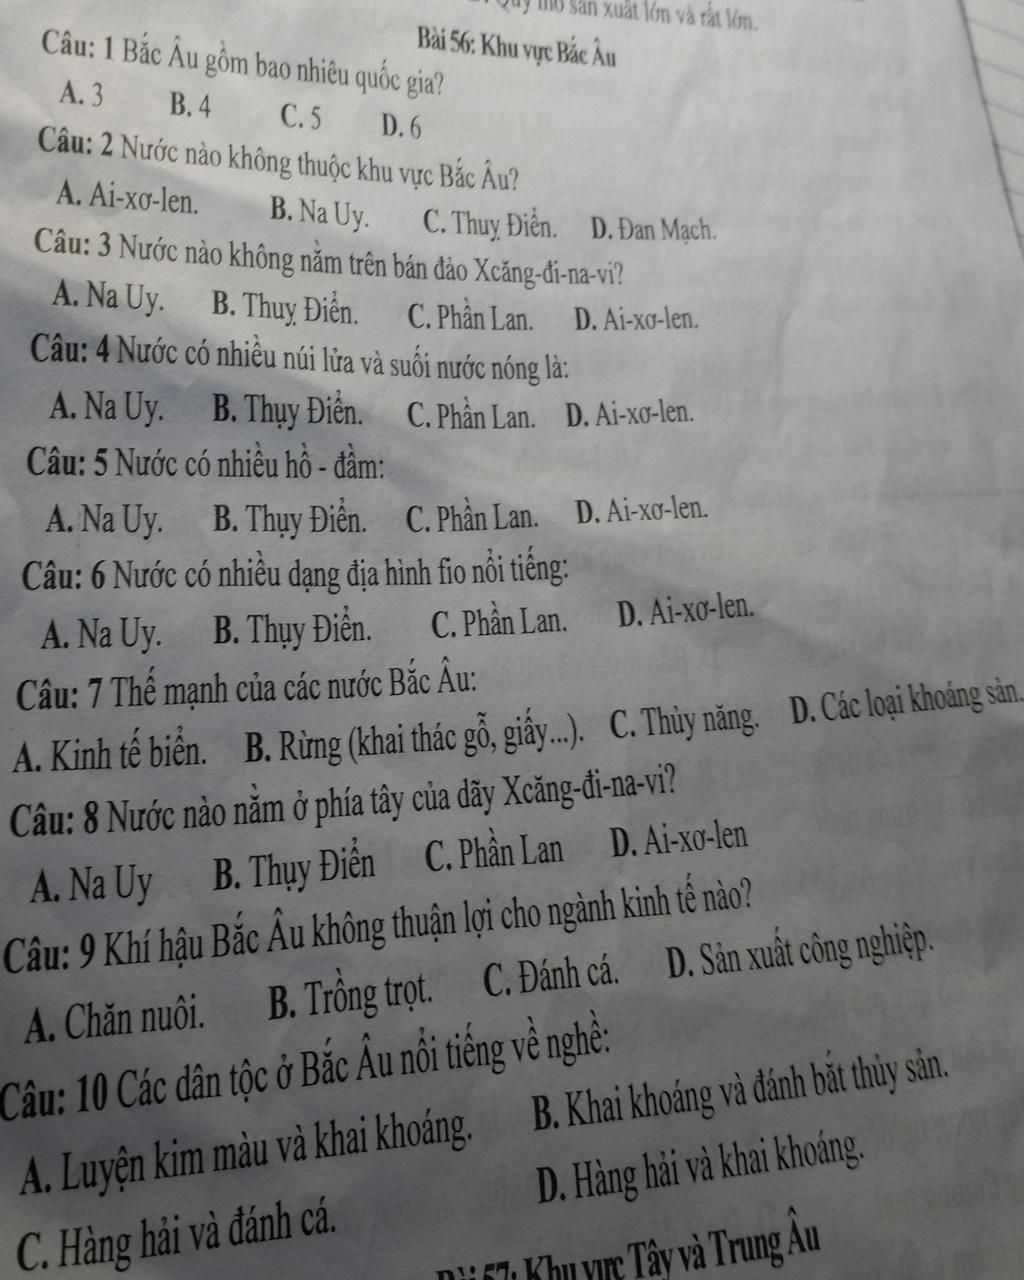 Quy mô sản xuất lớn và rất lớn.
Bài 56: Khu vực Bắc Âu
Câu: 1 Bắc Âu gồm bao nhiêu quốc gia?
A. 3 B. 4 C. 5 D. 6
Câu: 2 Nước nào không thuộc khu vực Bắc Âu?
A. Ai-xơ-len. B. Na Uy. C. Thuỵ Điển. D. Đan Mạch.
Câu: 3 Nước nào không nằm trên bán đảo Xcăng-đi-na-vi?
A. Na Uy. B. Thuỵ Điển. C. Phần Lan. D. Ai-xơ-len.
Câu: 4 Nước có nhiều núi lửa và suối nước nóng là:
A. Na Uy. B. Thụy Điển. C. Phần Lan. D. Ai-xơ-len.
Câu: 5 Nước có nhiều hồ - đầm:
A. Na Uy. B. Thụy Điển. C. Phần Lan. D. Ai-xơ-len.
Câu: 6 Nước có nhiều dạng địa hình fio nổi tiếng:
A. Na Uy. B. Thụy Điển. C. Phần Lan. D. Ai-xơ-len.
Câu: 7 Thế mạnh của các nước Bắc Âu:
A. Kinh tế biển. B. Rừng (khai thác gỗ, giấy...). C. Thủy năng. D. Các loại khoáng sản.
Câu: 8 Nước nào nằm ở phía tây của dãy Xcăng-đi-na-vi?
A. Na Uy B. Thụy Điển C. Phần Lan D. Ai-xơ-len
Câu: 9 Khí hậu Bắc Âu không thuận lợi cho ngành kinh tế nào?
A. Chăn nuôi. B. Trồng trọt. C. Đánh cá. D. Sản xuất công nghiệp.
Câu: 10 Các dân tộc ở Bắc Âu nổi tiếng về nghề:
A. Luyện kim màu và khai khoáng. B. Khai khoáng và đánh bắt thủy sản.
C. Hàng hải và đánh cá. D. Hàng hải và khai khoáng.
Bài 57: Khu vực Tây và Trung Âu